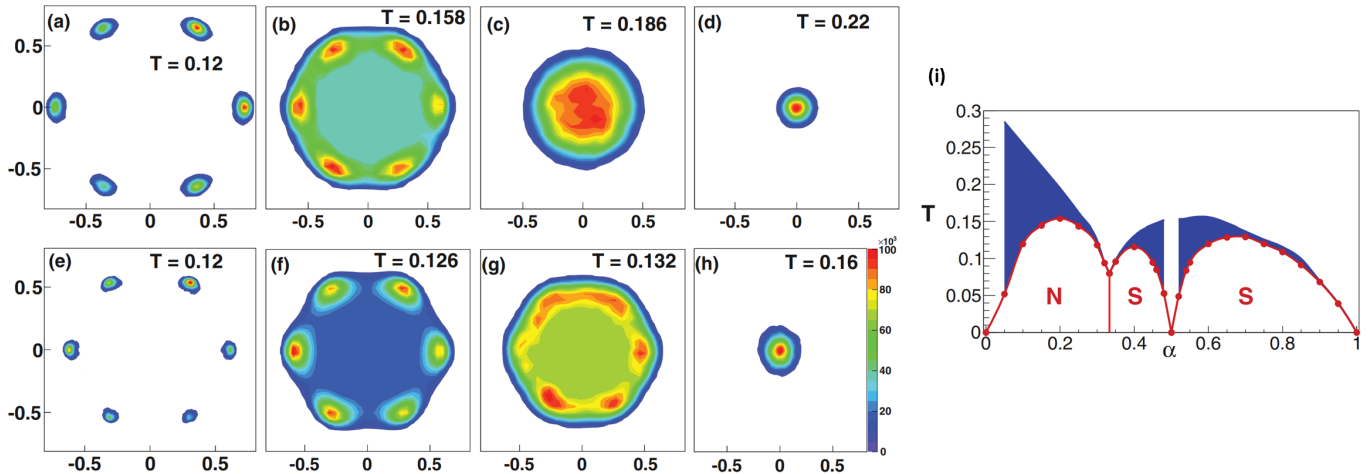 (a) T = 0.12
0.5
0
-0.5
-0.5 0 0.5
(b) T = 0.158
-0.5 0 0.5
(c) T = 0.186
-0.5 0 0.5
(d) T = 0.22
-0.5 0 0.5
(e) T = 0.12
0.5
0
-0.5
-0.5 0 0.5
(f) T = 0.126
-0.5 0 0.5
(g) T = 0.132
-0.5 0 0.5
(h) T = 0.16
-0.5 0 0.5
×10³
100
80
60
40
20
0
(i)
0.3
0.25
0.2
T 0.15
0.1
0.05
0
N S S
0 0.2 0.4 α 0.6 0.8 1